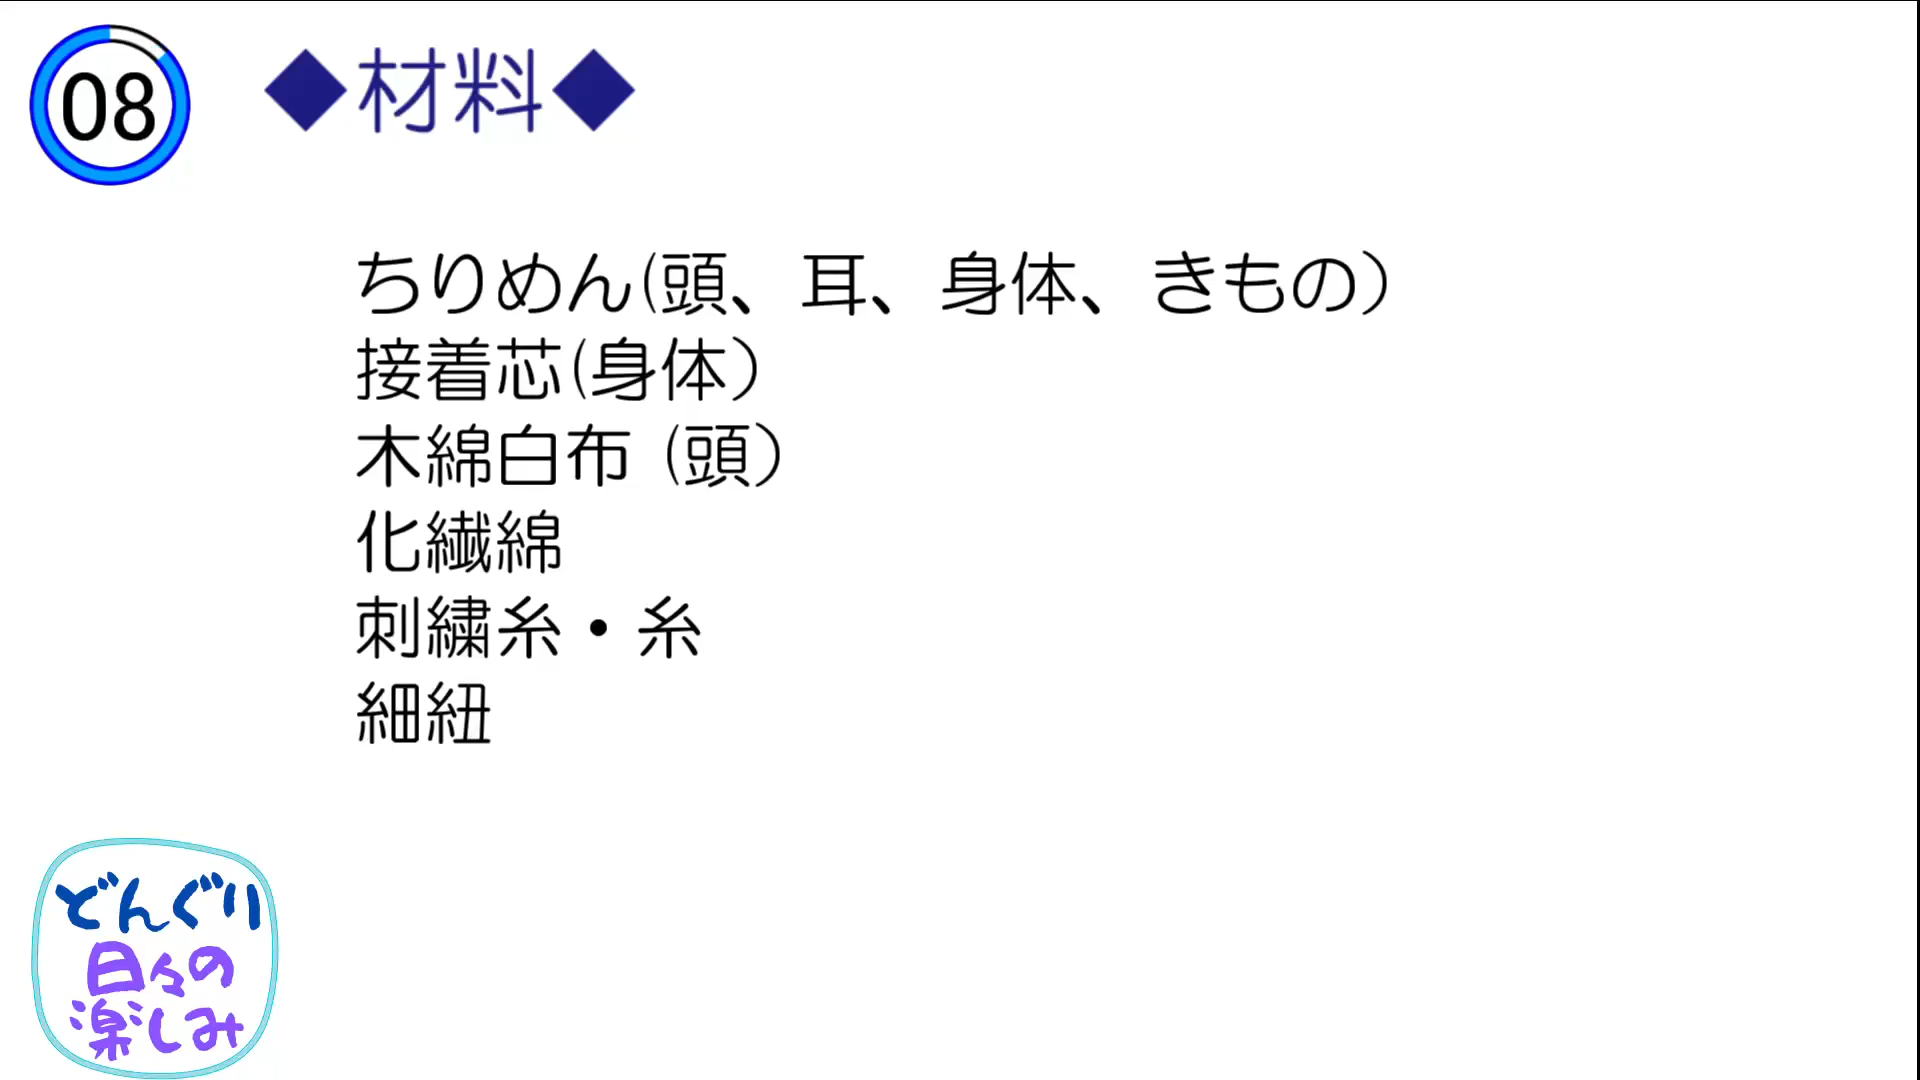 08
◆材料◆
ちりめん(頭、耳、身体、きもの)
接着芯(身体)
木綿白布 (頭)
化繊綿
刺繍糸・糸
細紐
どんぐり
日々の
楽しみ